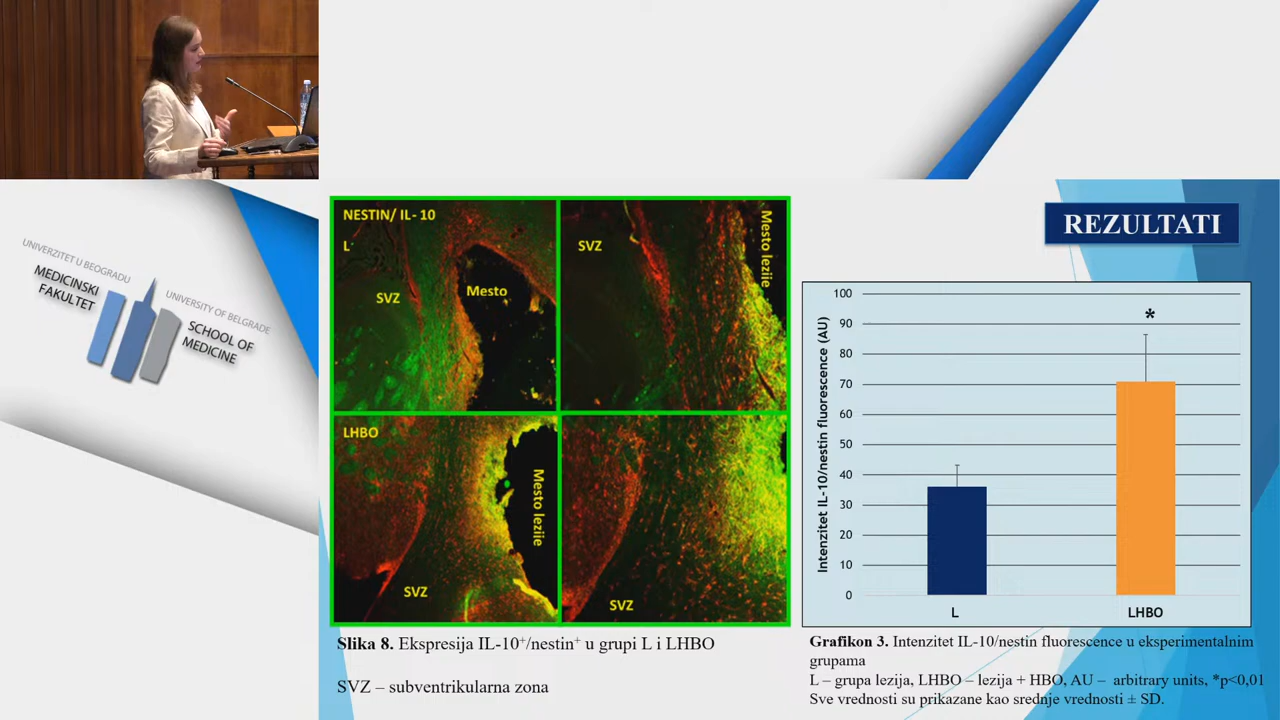 UNIVERZITET U BEOGRADU
MEDICINSKI
FAKULTET
UNIVERSITY OF BELGRADE
SCHOOL OF
MEDICINE
NESTIN/ IL- 10
L
SVZ
Mesto
SVZ
Mesto lezije
LHBO
SVZ
Mesto lezije
SVZ
Slika 8. Ekspresija IL-10⁺/nestin⁺ u grupi L i LHBO
SVZ – subventrikularna zona
REZULTATI
Intenzitet IL-10/nestin fluorescence (AU)
100
90
80
70
60
50
40
30
20
10
0
*
L
LHBO
Grafikon 3. Intenzitet IL-10/nestin fluorescence u eksperimentalnim
grupama
L – grupa lezija, LHBO – lezija + HBO, AU – arbitrary units, *p<0,01
Sve vrednosti su prikazane kao srednje vrednosti ± SD.